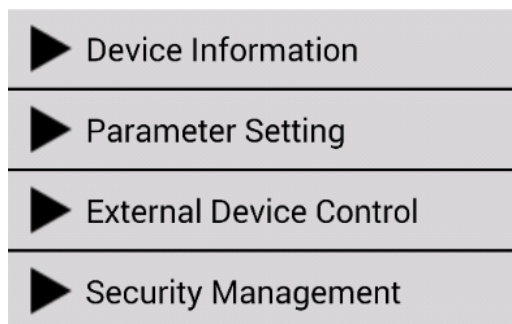 Device Information
Parameter Setting
External Device Control
Security Management